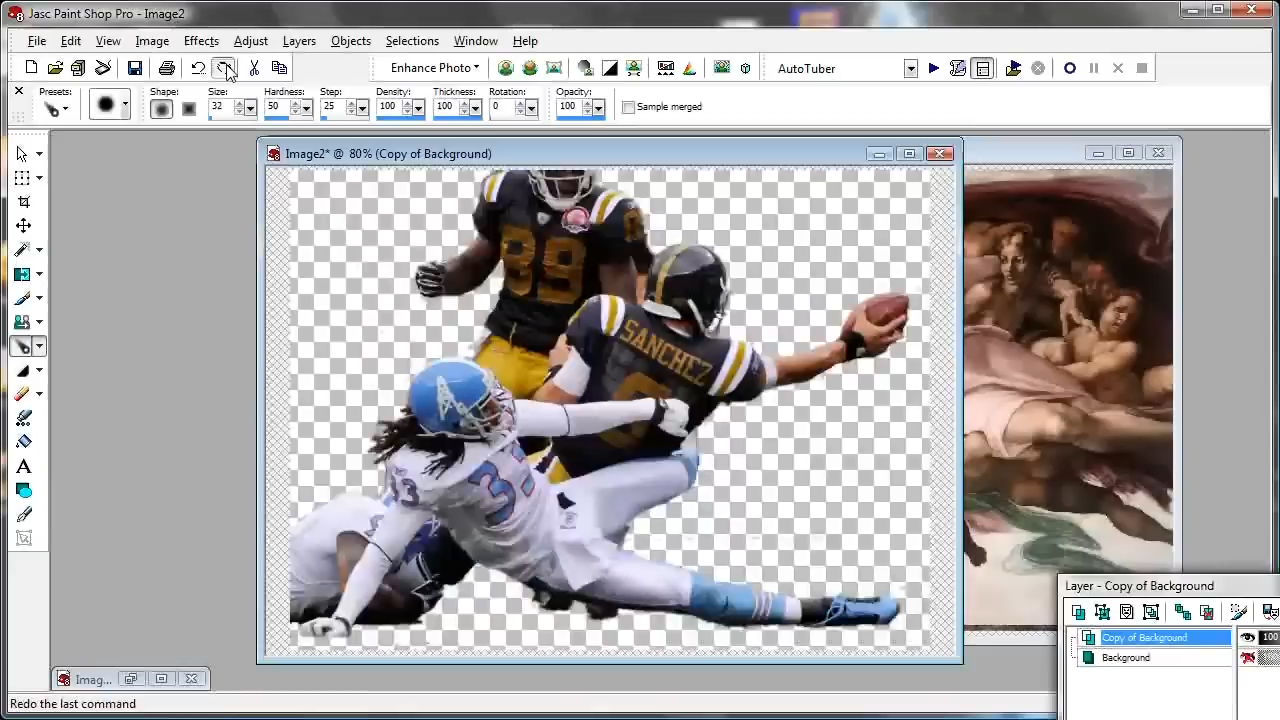 Jasc Paint Shop Pro - Image2
File Edit View Image Effects Adjust Layers Objects Selections Window Help
Enhance Photo AutoTuber
Presets: Shape: Size: Hardness: Step: Density: Thickness: Rotation: Opacity:
32 50 25 100 100 0 100 Sample merged
Image2* @ 80% (Copy of Background)
89
SANCHEZ
33
33
Layer - Copy of Background
Copy of Background 100
Background
Imag...
Redo the last command